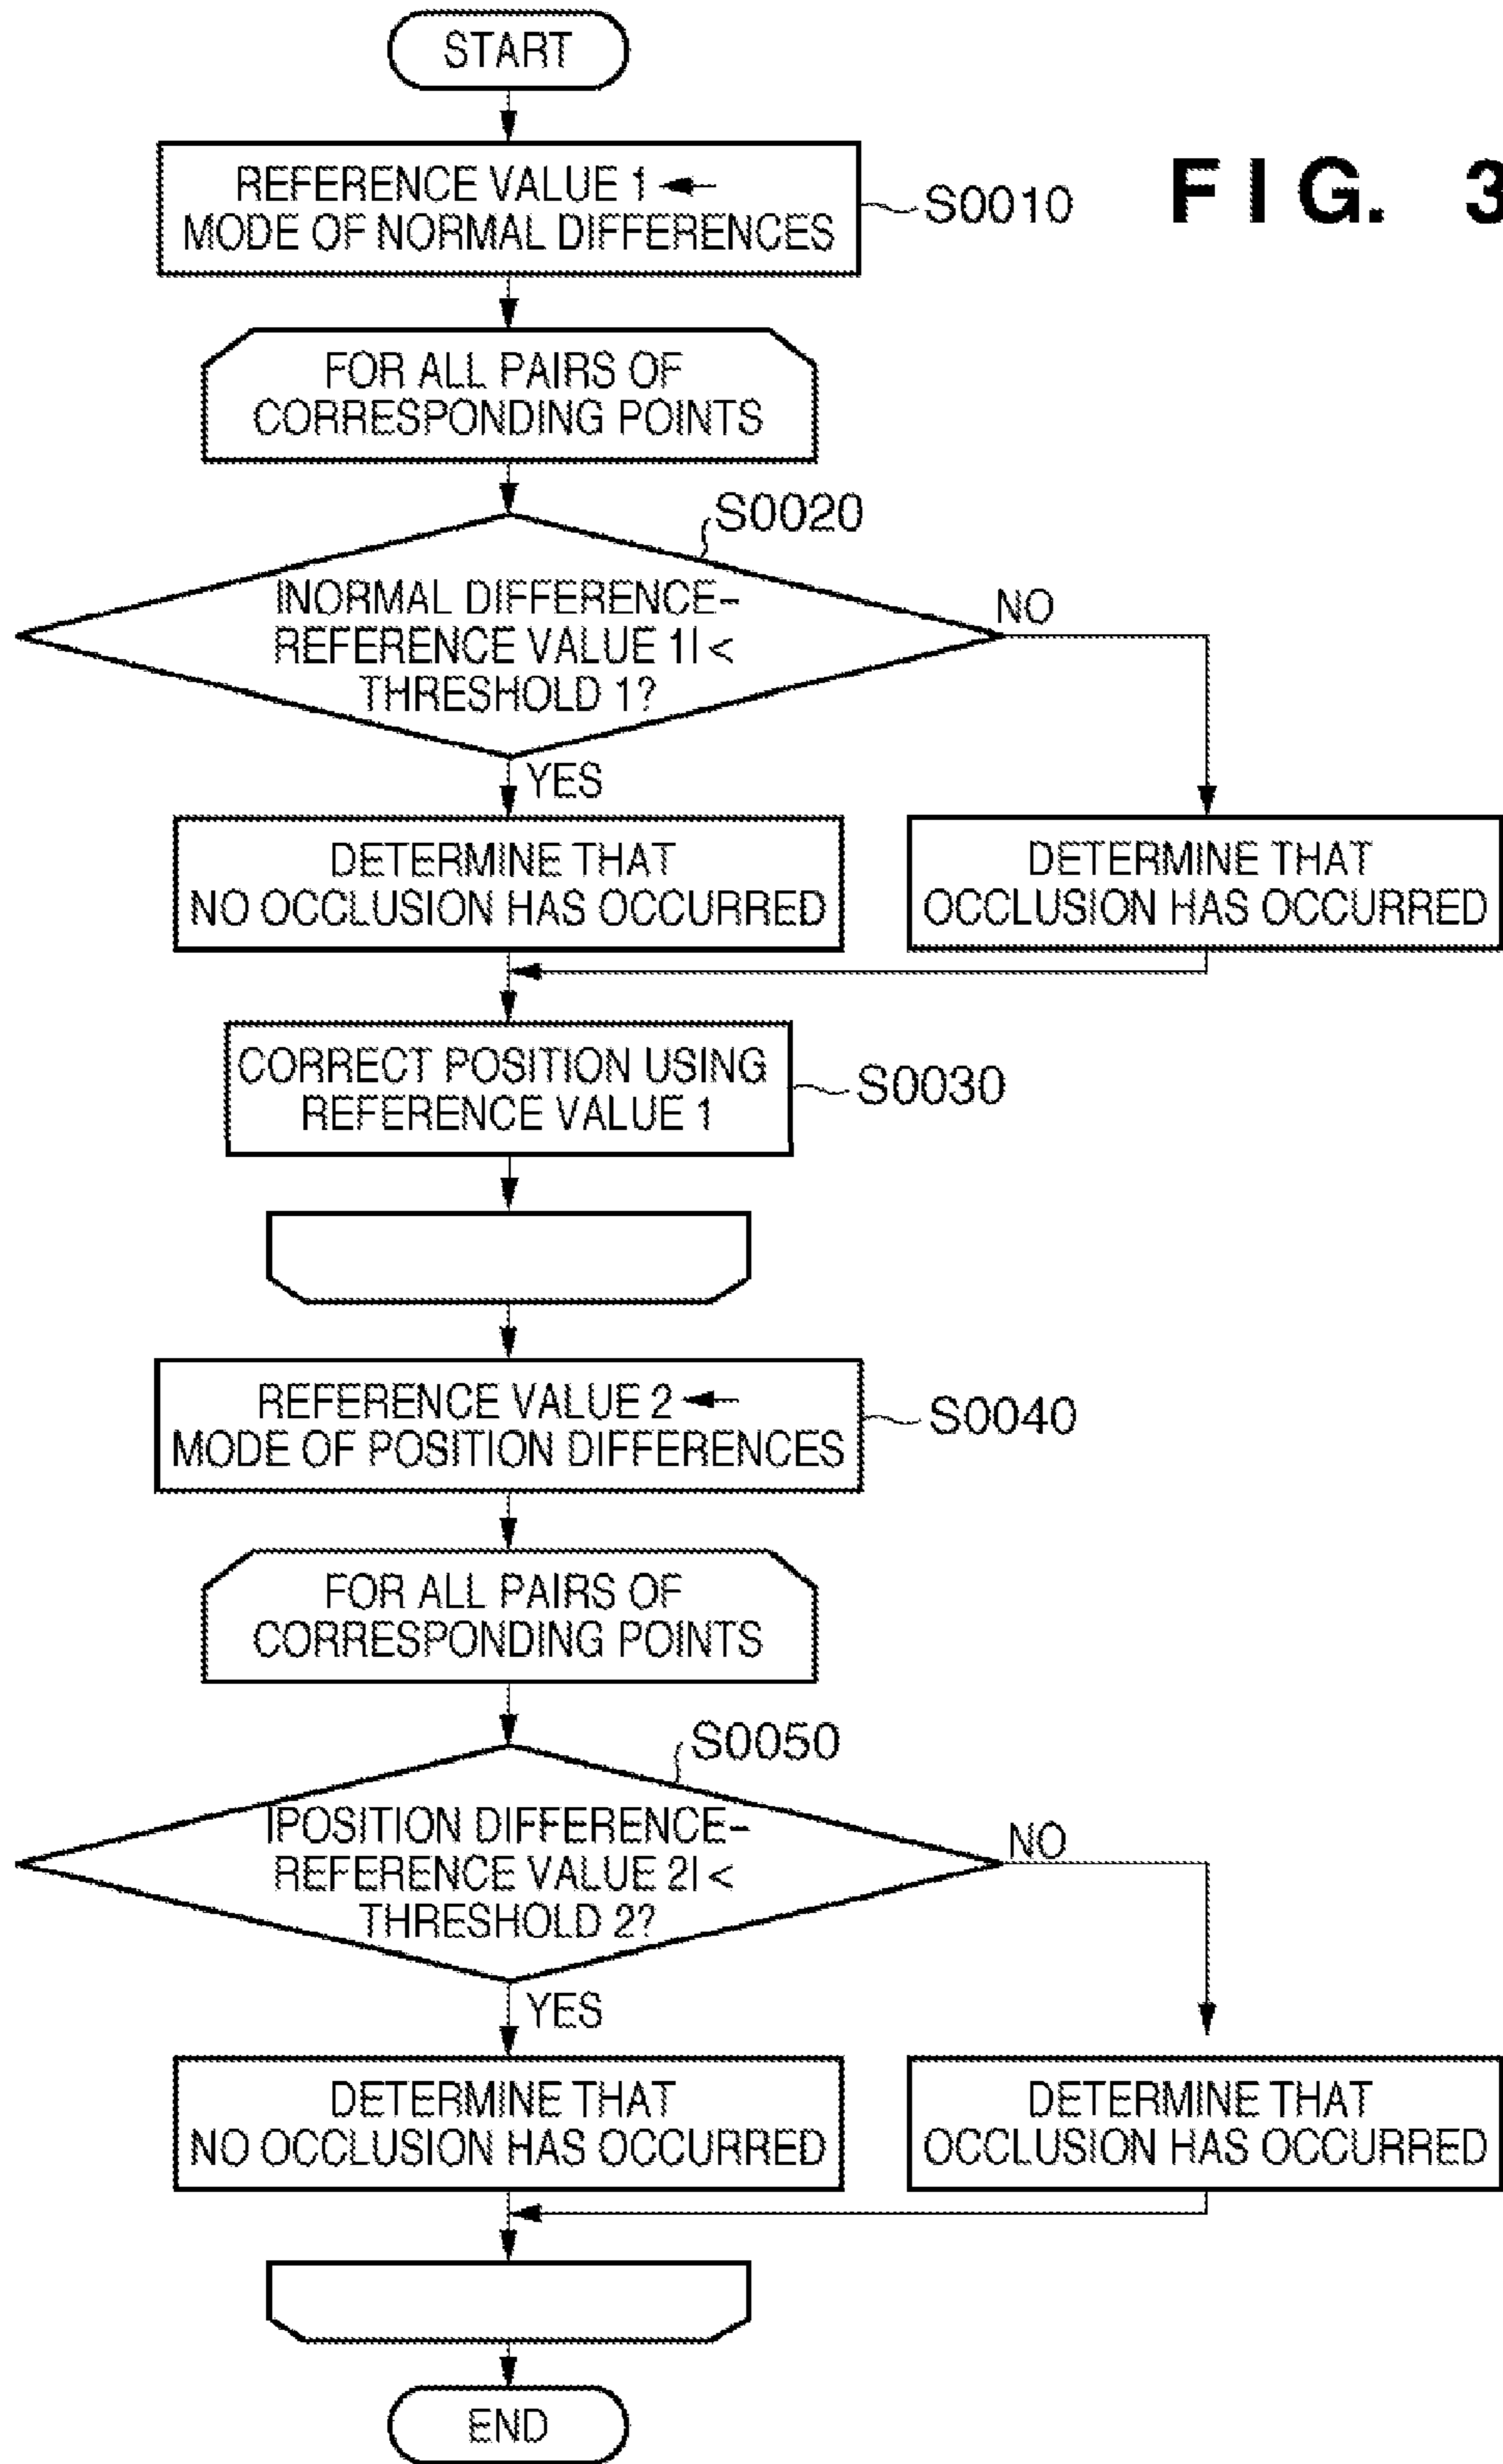 START
FIG. 3
REFERENCE VALUE 1 ←
MODE OF NORMAL DIFFERENCES
S0010
FOR ALL PAIRS OF
CORRESPONDING POINTS
S0020
|NORMAL DIFFERENCE-
REFERENCE VALUE 1| <
THRESHOLD 1?
NO
YES
DETERMINE THAT
NO OCCLUSION HAS OCCURRED
DETERMINE THAT
OCCLUSION HAS OCCURRED
CORRECT POSITION USING
REFERENCE VALUE 1
S0030
REFERENCE VALUE 2 ←
MODE OF POSITION DIFFERENCES
S0040
FOR ALL PAIRS OF
CORRESPONDING POINTS
S0050
|POSITION DIFFERENCE-
REFERENCE VALUE 2| <
THRESHOLD 2?
NO
YES
DETERMINE THAT
NO OCCLUSION HAS OCCURRED
DETERMINE THAT
OCCLUSION HAS OCCURRED
END